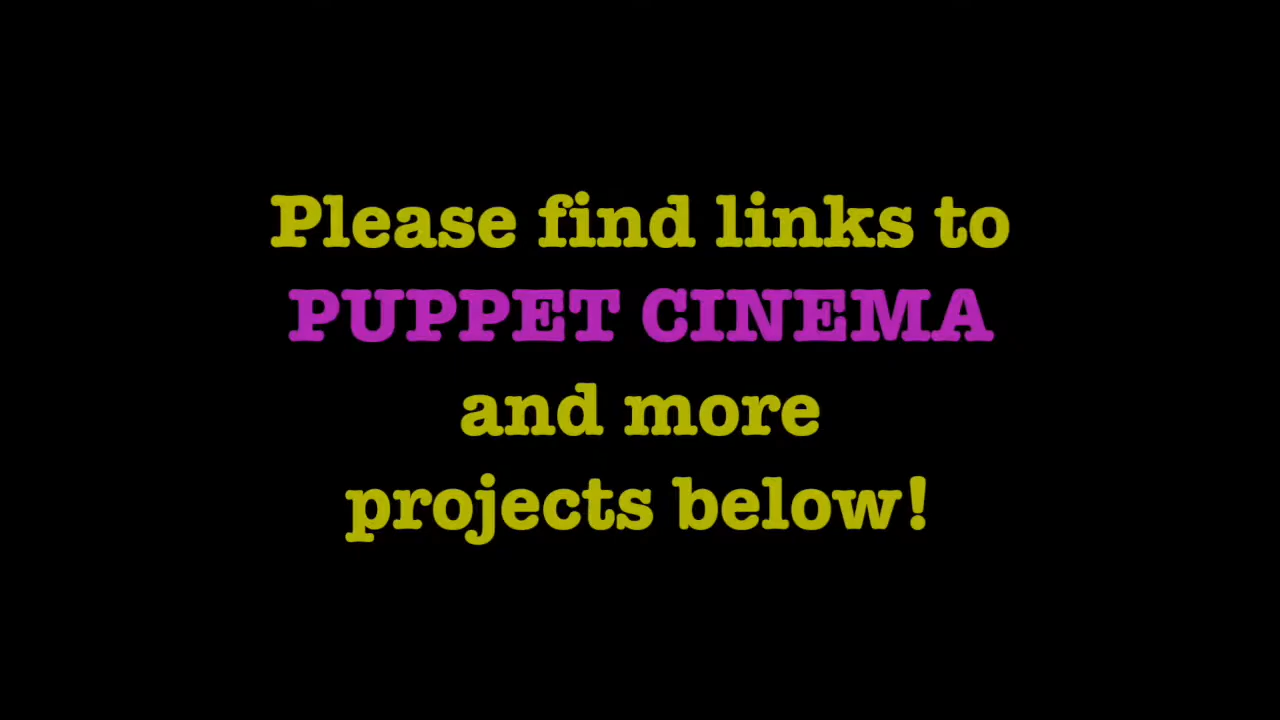 Please find links to
PUPPET CINEMA
and more
projects below!